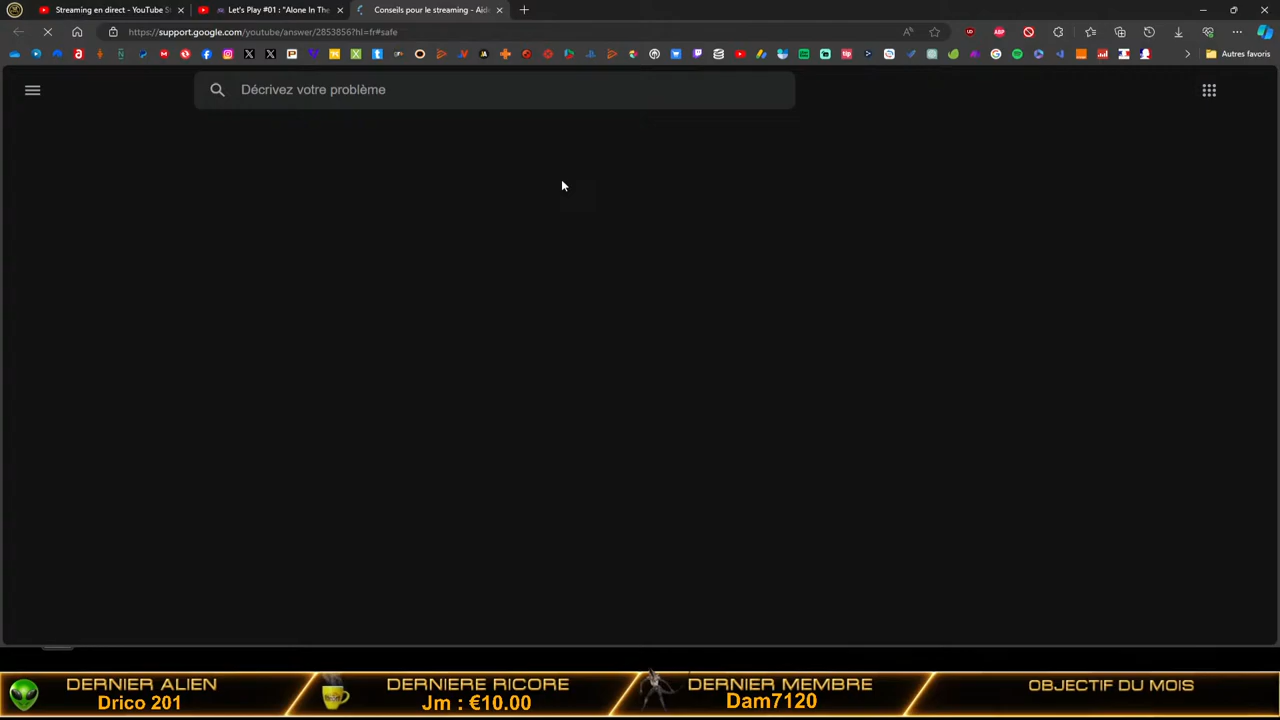 Streaming en direct - YouTube S
Let's Play #01 : "Alone In The
Conseils pour le streaming - Aide
https://support.google.com/youtube/answer/2853856?hl=fr#safe
Autres favoris
Décrivez votre problème
DERNIER ALIEN
Drico 201
DERNIERE RICORE
Jm : €10.00
DERNIER MEMBRE
Dam7120
OBJECTIF DU MOIS